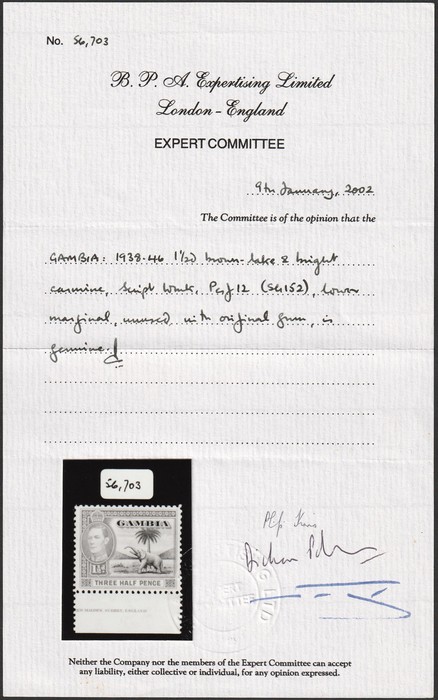 No. 56,703
B. P. A. Expertising Limited
London - England
EXPERT COMMITTEE
9th January, 2002
The Committee is of the opinion that the
GAMBIA: 1938-46 1½d brown-lake & bright
carmine, Script Wmk, Perf 12 (SG152), lower
marginal, unused with original gum, is
genuine.
56,703
GAMBIA
1½d
THREE HALF PENCE
Neither the Company nor the members of the Expert Committee can accept
any liability, either collective or individual, for any opinion expressed.